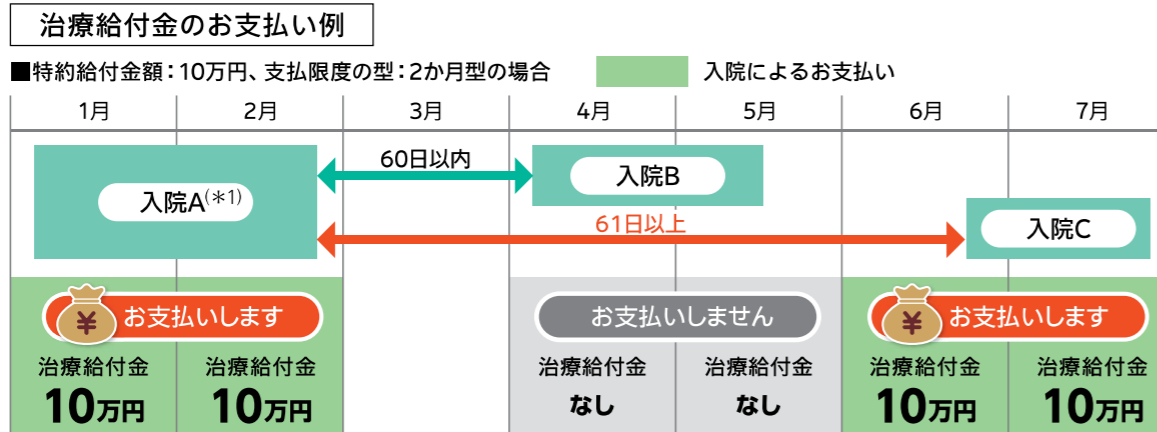 治療給付金のお支払い例
■特約給付金額：10万円、支払限度の型：2か月型の場合 入院によるお支払い
1月 2月 3月 4月 5月 6月 7月
60日以内
入院A(＊1) 入院B
61日以上
入院C
¥ お支払いします お支払いしません ¥ お支払いします
治療給付金 治療給付金 治療給付金 治療給付金 治療給付金 治療給付金
10万円 10万円 なし なし 10万円 10万円